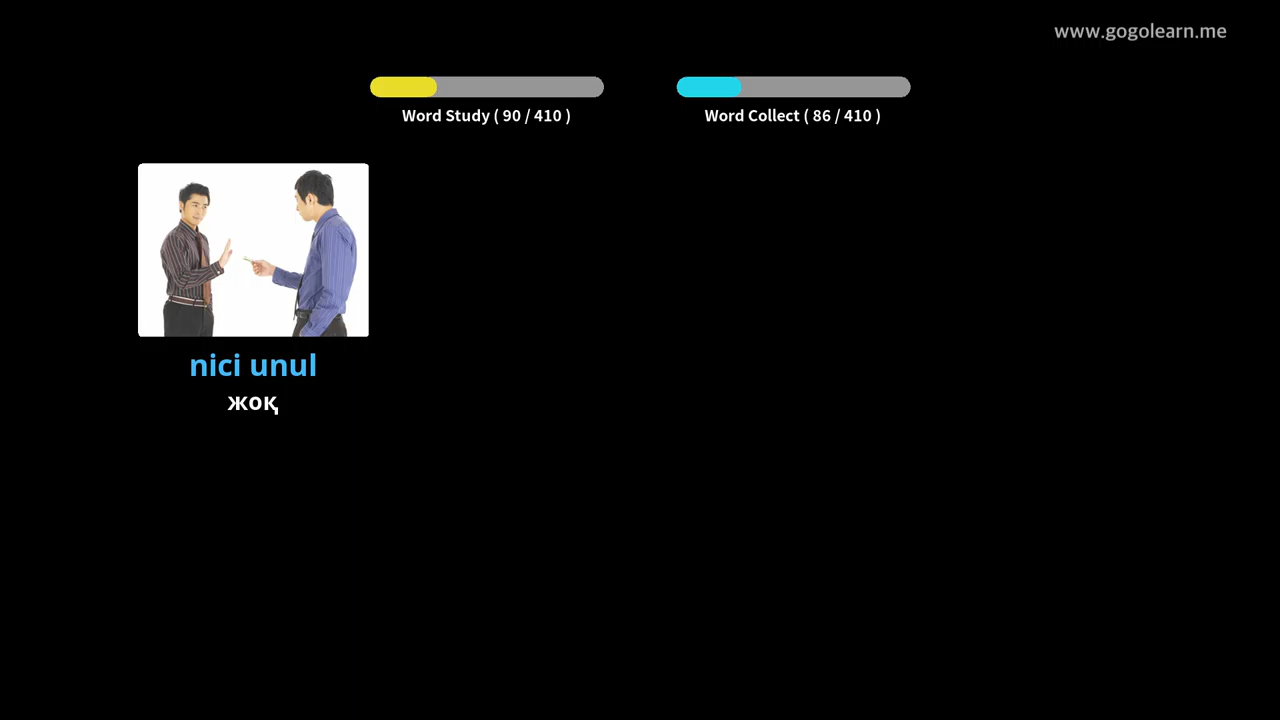 www.gogolearn.me
Word Study ( 90 / 410 )
Word Collect ( 86 / 410 )
nici unul
жоқ